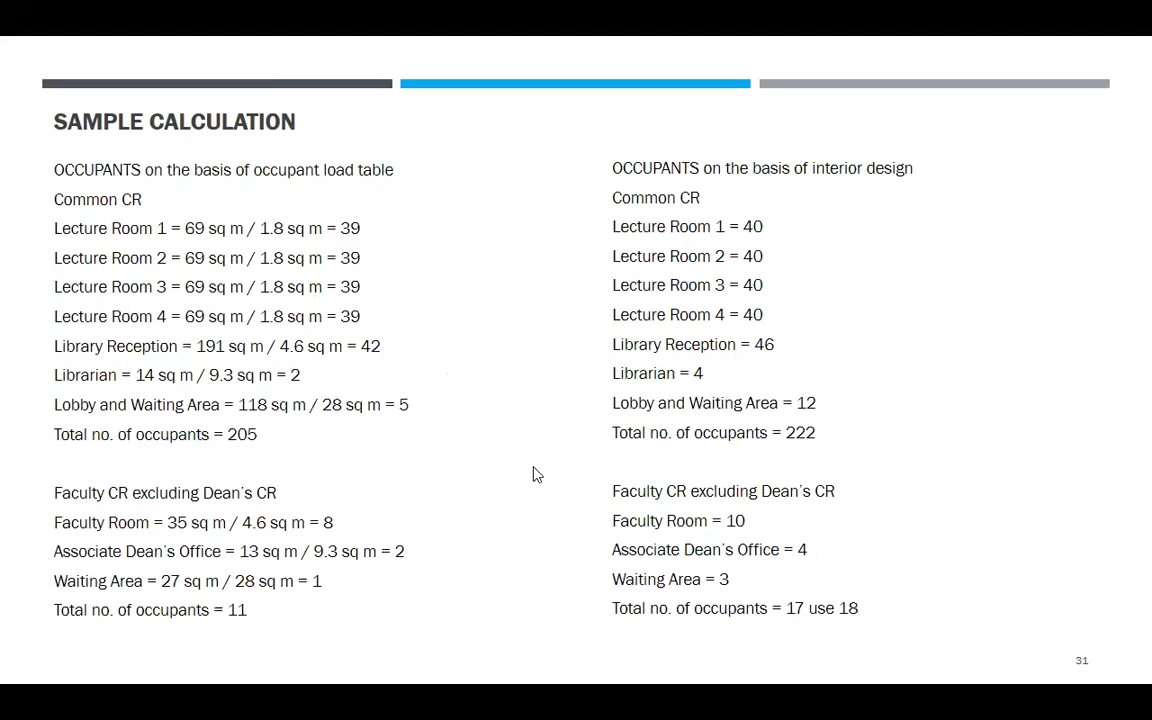 SAMPLE CALCULATION
OCCUPANTS on the basis of occupant load table
Common CR
Lecture Room 1 = 69 sq m / 1.8 sq m = 39
Lecture Room 2 = 69 sq m / 1.8 sq m = 39
Lecture Room 3 = 69 sq m / 1.8 sq m = 39
Lecture Room 4 = 69 sq m / 1.8 sq m = 39
Library Reception = 191 sq m / 4.6 sq m = 42
Librarian = 14 sq m / 9.3 sq m = 2
Lobby and Waiting Area = 118 sq m / 28 sq m = 5
Total no. of occupants = 205
Faculty CR excluding Dean's CR
Faculty Room = 35 sq m / 4.6 sq m = 8
Associate Dean's Office = 13 sq m / 9.3 sq m = 2
Waiting Area = 27 sq m / 28 sq m = 1
Total no. of occupants = 11
OCCUPANTS on the basis of interior design
Common CR
Lecture Room 1 = 40
Lecture Room 2 = 40
Lecture Room 3 = 40
Lecture Room 4 = 40
Library Reception = 46
Librarian = 4
Lobby and Waiting Area = 12
Total no. of occupants = 222
Faculty CR excluding Dean's CR
Faculty Room = 10
Associate Dean's Office = 4
Waiting Area = 3
Total no. of occupants = 17 use 18
31